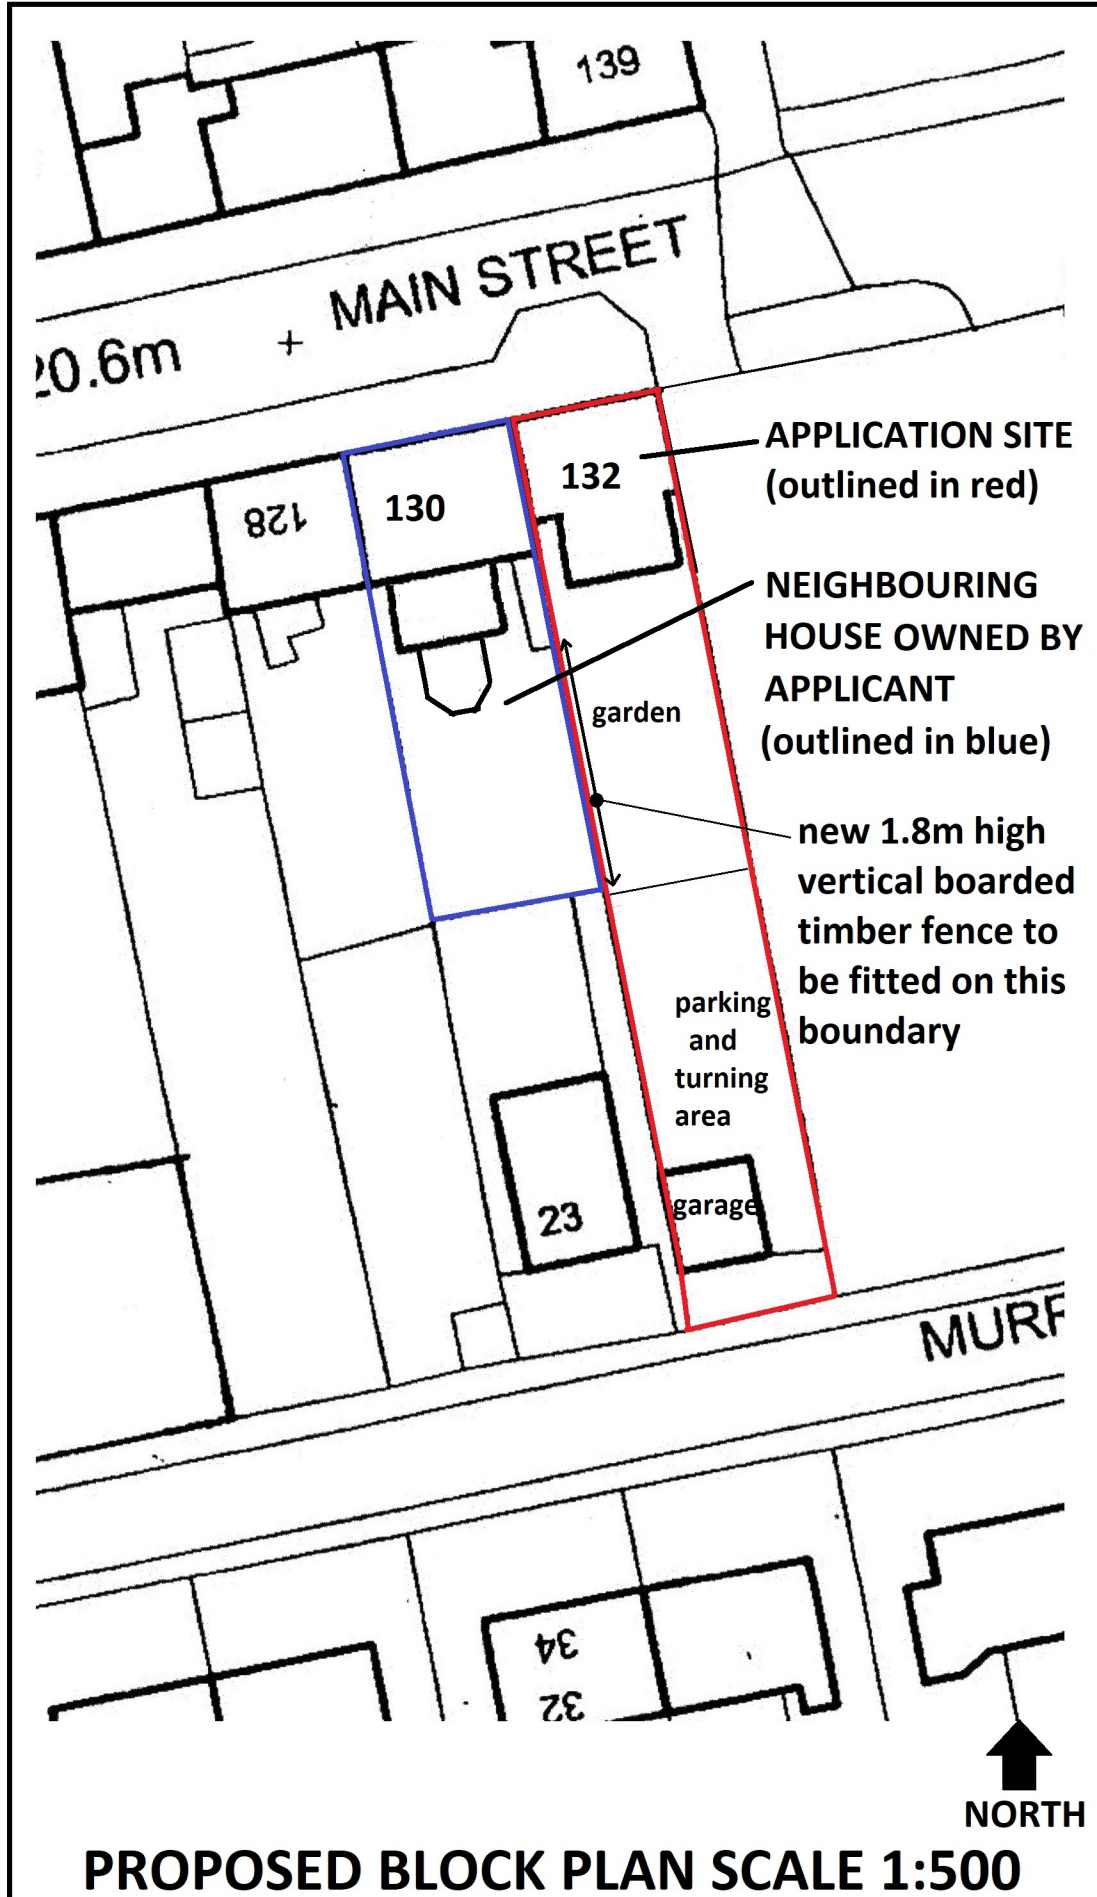 139
MAIN STREET
20.6m
APPLICATION SITE
(outlined in red)
132
130
128
NEIGHBOURING
HOUSE OWNED BY
APPLICANT
(outlined in blue)
garden
new 1.8m high
vertical boarded
timber fence to
be fitted on this
boundary
parking
and
turning
area
garage
23
MURR
34
32
NORTH
PROPOSED BLOCK PLAN SCALE 1:500